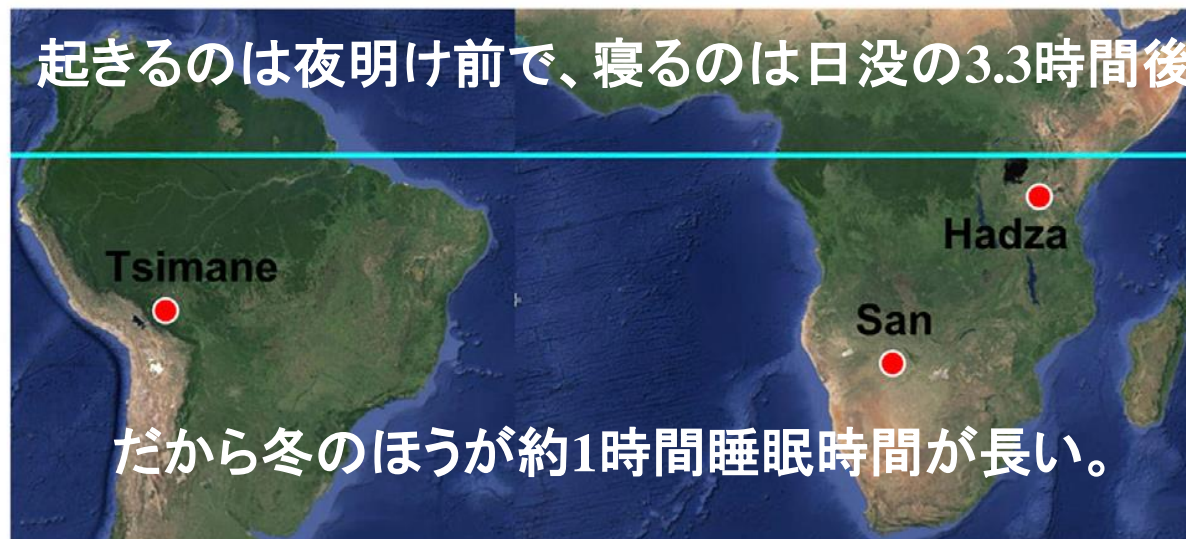 起きるのは夜明け前で、寝るのは日没の3.3時間後
Hadza
Tsimane
San
だから冬のほうが約1時間睡眠時間が長い。